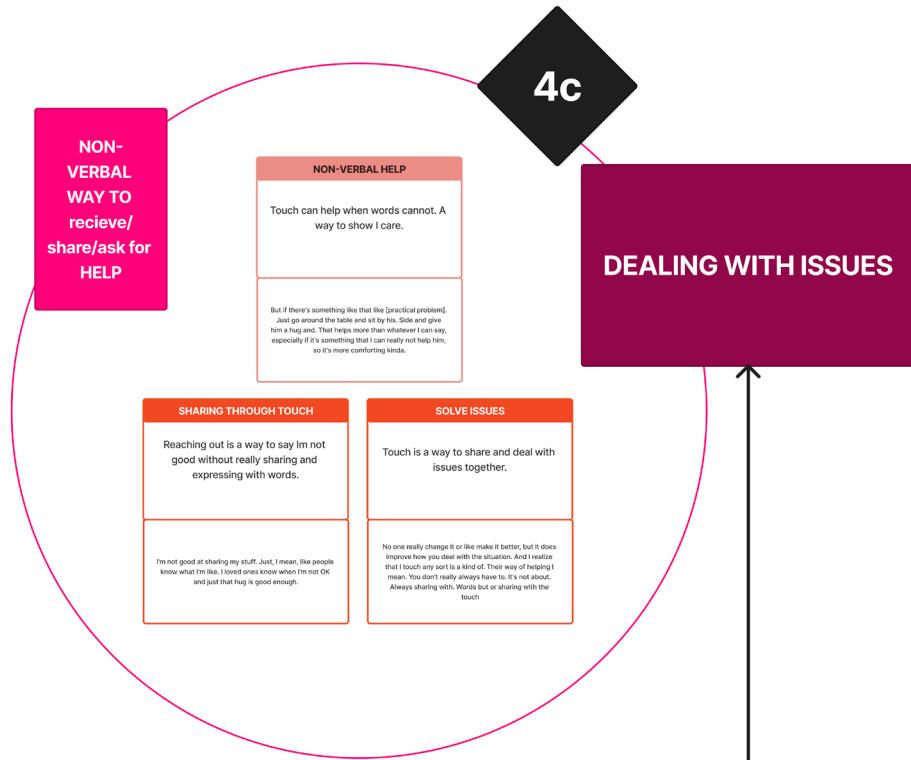 4c
NON-
VERBAL
WAY TO
recieve/
share/ask for
HELP
DEALING WITH ISSUES
NON-VERBAL HELP
Touch can help when words cannot. A
way to show I care.
But if there's something like that like [practical problem].
Just go around the table and sit by his. Side and give
him a hug and. That helps more than whatever I can say,
especially if it's something that I can really not help him,
so it's more comforting kinda.
SHARING THROUGH TOUCH
Reaching out is a way to say Im not
good without really sharing and
expressing with words.
I'm not good at sharing my stuff. Just, I mean, like people
know what I'm like. I loved ones know when I'm not OK
and just that hug is good enough.
SOLVE ISSUES
Touch is a way to share and deal with
issues together.
No one really change it or like make it better, but it does
improve how you deal with the situation. And I realize
that I touch any sort is a kind of. Their way of helping I
mean. You don't really always have to. It's not about.
Always sharing with. Words but or sharing with the
touch